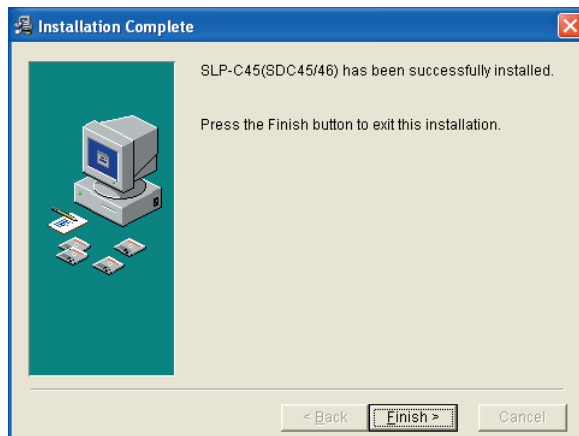 Installation Complete
SLP-C45(SDC45/46) has been successfully installed.
Press the Finish button to exit this installation.
< Back
Finish >
Cancel